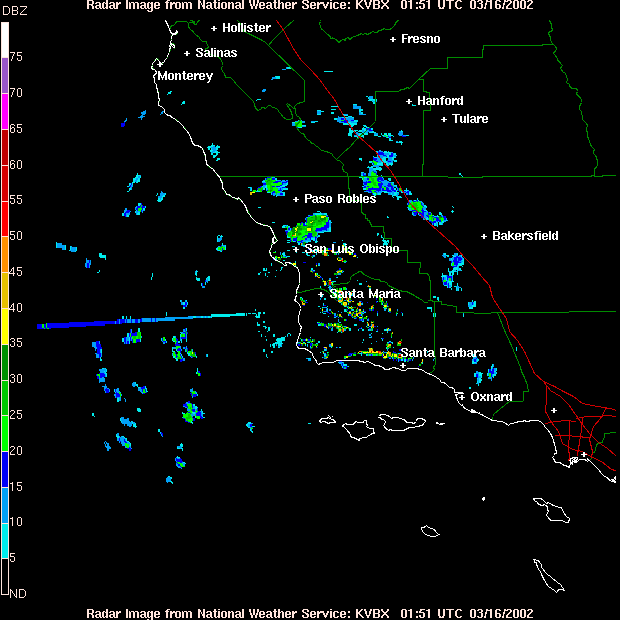 Radar Image from National Weather Service: KVBX 01:51 UTC 03/16/2002
DBZ
Hollister
Fresno
Salinas
75
Monterey
70
Hanford
Tulare
65
60
Paso Robles
55
50
Bakersfield
San Luis Obispo
45
Santa Maria
40
35
Santa Barbara
30
Oxnard
25
20
15
10
5
ND
Radar Image from National Weather Service: KVBX 01:51 UTC 03/16/2002